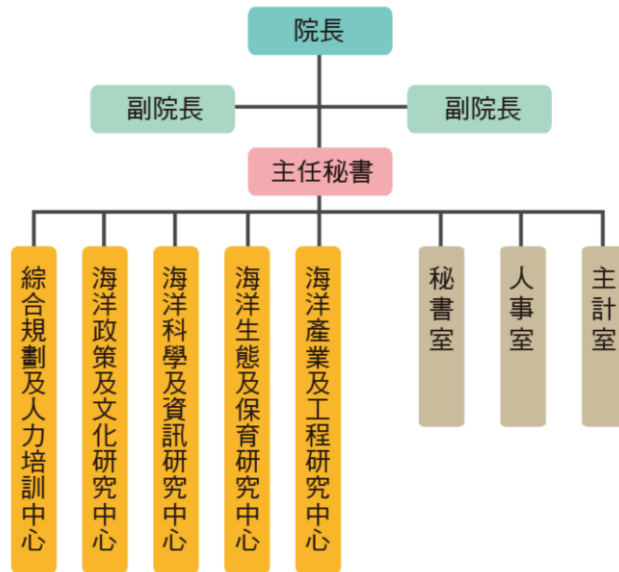 院長
副院長
副院長
主任秘書
綜合規劃及人力培訓中心
海洋政策及文化研究中心
海洋科學及資訊研究中心
海洋生態及保育研究中心
海洋產業及工程研究中心
秘書室
人事室
主計室